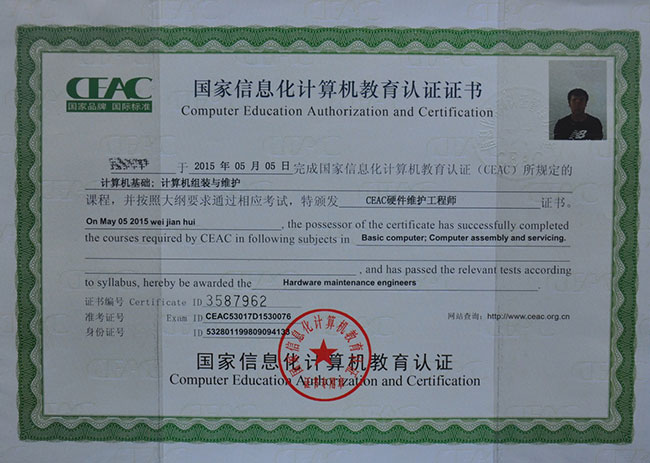 CEAC
国家品牌 国际标准
国家信息化计算机教育认证证书
Computer Education Authorization and Certification
于 2015 年 05 月 05 日 完成国家信息化计算机教育认证（CEAC）所规定的
计算机基础；计算机组装与维护
课程，并按照大纲要求通过相应考试，特颁发 CEAC硬件维护工程师 证书。
On May 05 2015 wei jian hui , the possessor of the certificate has successfully completed
the courses required by CEAC in following subjects in Basic computer; Computer assembly and servicing.
, and has passed the relevant tests according
to syllabus, hereby be awarded the Hardware maintenance engineers .
证书编号 Certificate ID 3587962
准考证号 Exam ID CEAC53017D1530076
网站查询：http://www.ceac.org.cn
身份证号 ID 532801199809094133
国家信息化计算机教育认证
Computer Education Authorization and Certification